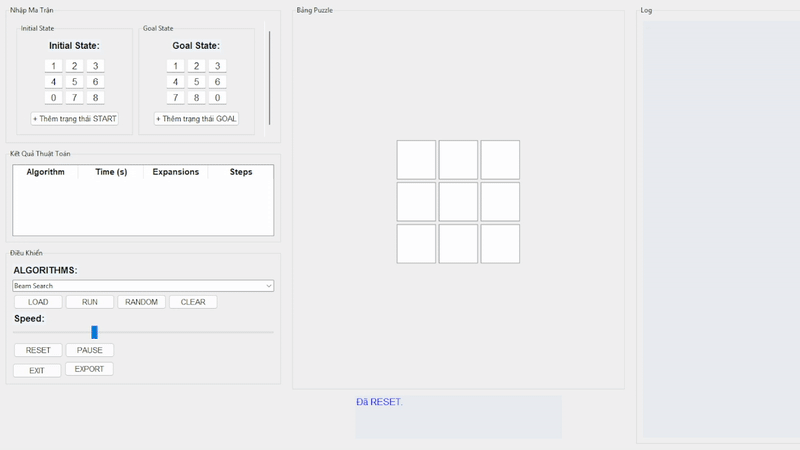 Nhập Ma Trận
Initial State
Initial State:
1 2 3
4 5 6
0 7 8
+ Thêm trạng thái START
Goal State
Goal State:
1 2 3
4 5 6
7 8 0
+ Thêm trạng thái GOAL
Kết Quả Thuật Toán
Algorithm Time (s) Expansions Steps
Điều Khiển
ALGORITHMS:
Beam Search
LOAD RUN RANDOM CLEAR
Speed:
RESET PAUSE
EXIT EXPORT
Bảng Puzzle
Đã RESET.
Log